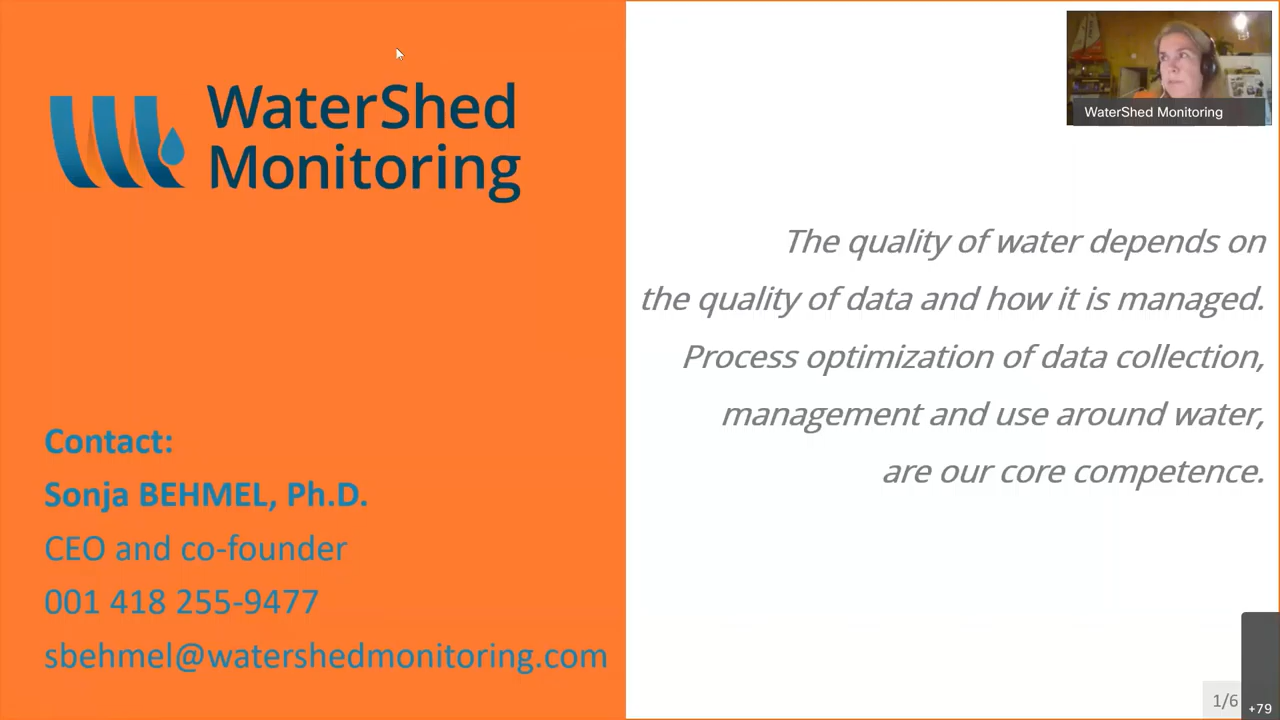 WaterShed
Monitoring
WaterShed Monitoring
The quality of water depends on
the quality of data and how it is managed.
Process optimization of data collection,
management and use around water,
are our core competence.
Contact:
Sonja BEHMEL, Ph.D.
CEO and co-founder
001 418 255-9477
sbehmel@watershedmonitoring.com
1/6
+79